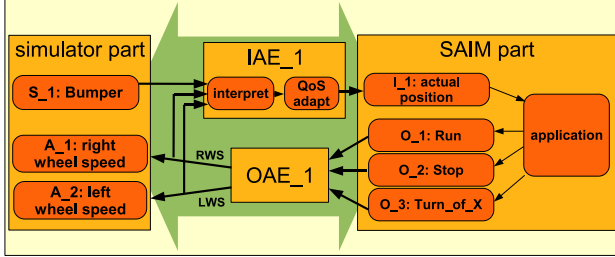 simulator part
S_1: Bumper
A_1: right
wheel speed
A_2: left
wheel speed
IAE_1
interpret
QoS
adapt
RWS
OAE_1
LWS
SAIM part
I_1: actual
position
O_1: Run
O_2: Stop
O_3: Turn_of_X
application